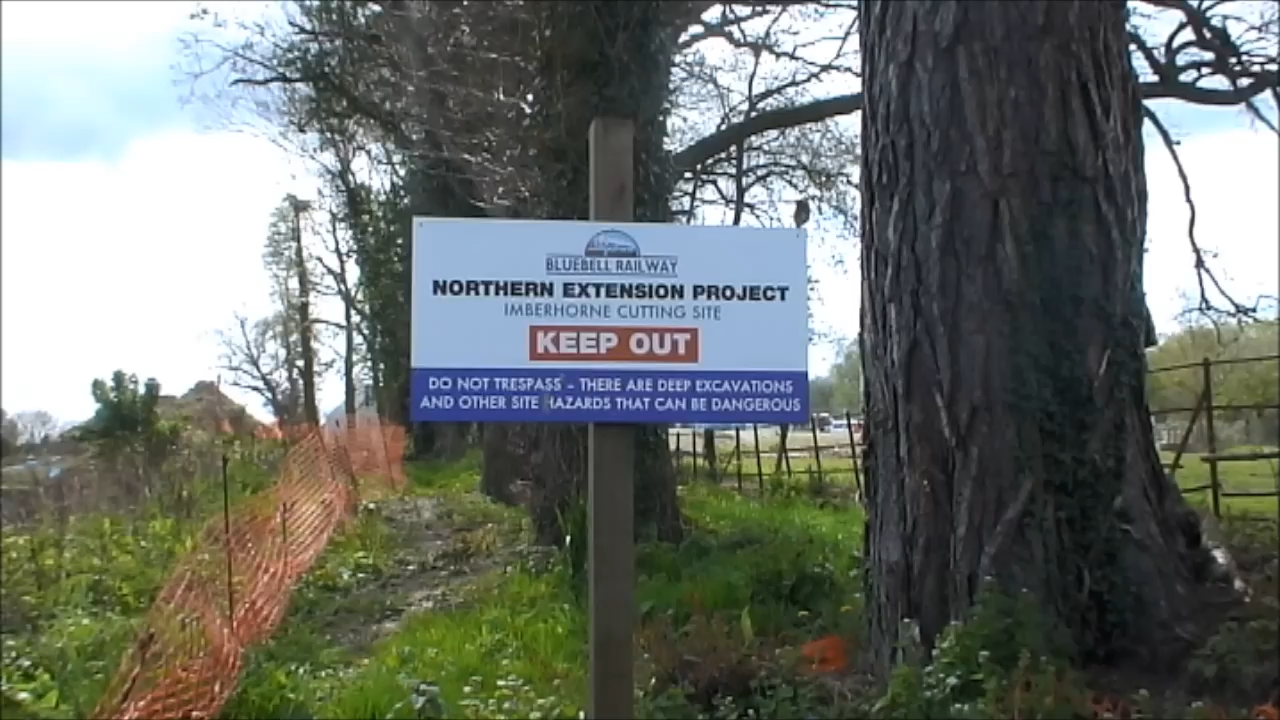 BLUEBELL RAILWAY
NORTHERN EXTENSION PROJECT
IMBERHORNE CUTTING SITE
KEEP OUT
DO NOT TRESPASS - THERE ARE DEEP EXCAVATIONS
AND OTHER SITE HAZARDS THAT CAN BE DANGEROUS